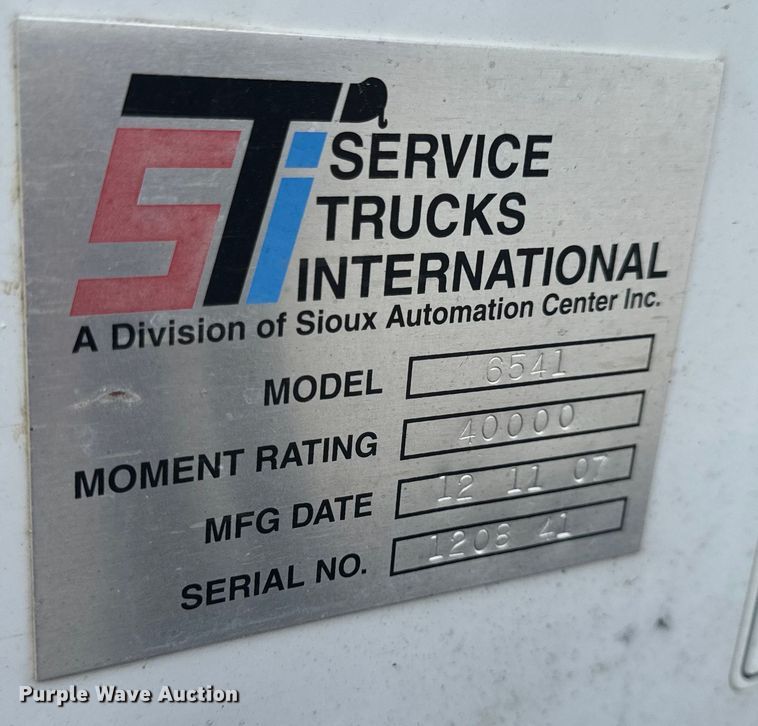 STi
SERVICE
TRUCKS
INTERNATIONAL
A Division of Sioux Automation Center Inc.
MODEL 6541
MOMENT RATING 40000
MFG DATE 12 11 07
SERIAL NO. 1208 41
Purple Wave Auction